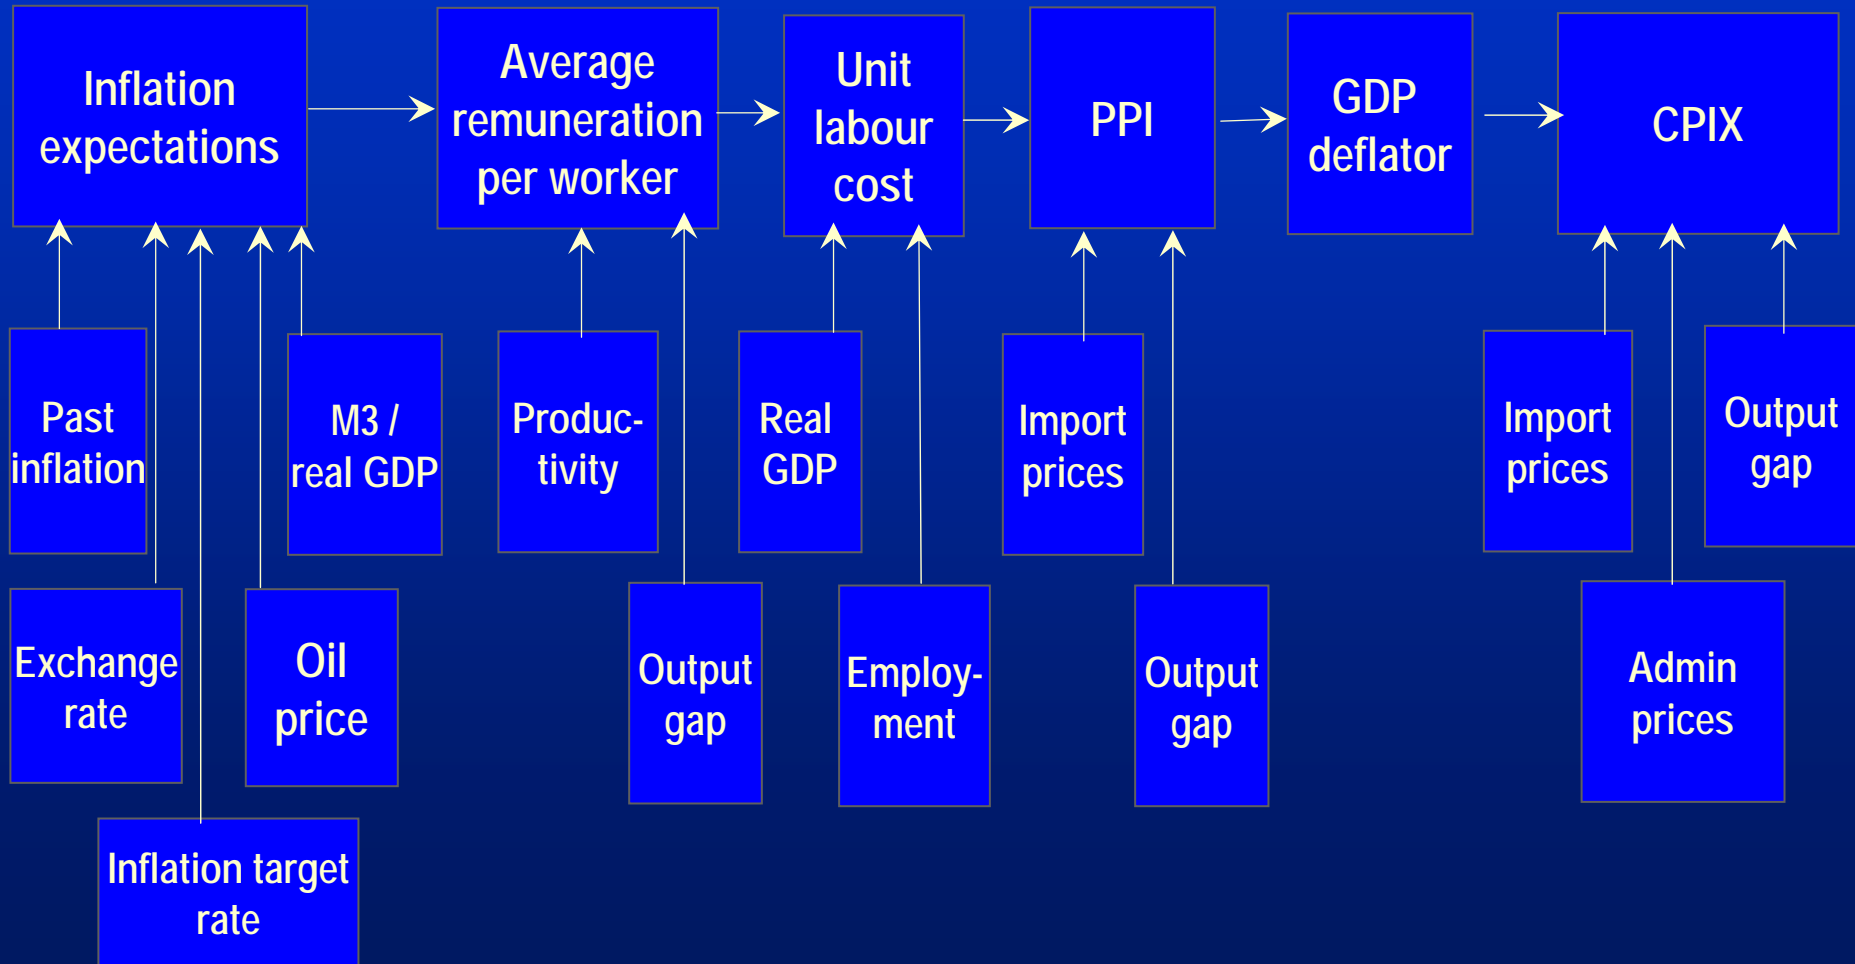 Inflation
expectations
Average
remuneration
per worker
Unit
labour
cost
PPI
GDP
deflator
CPIX
Past
inflation
M3 /
real GDP
Produc-
tivity
Real
GDP
Import
prices
Import
prices
Output
gap
Exchange
rate
Oil
price
Output
gap
Employ-
ment
Output
gap
Admin
prices
Inflation target
rate